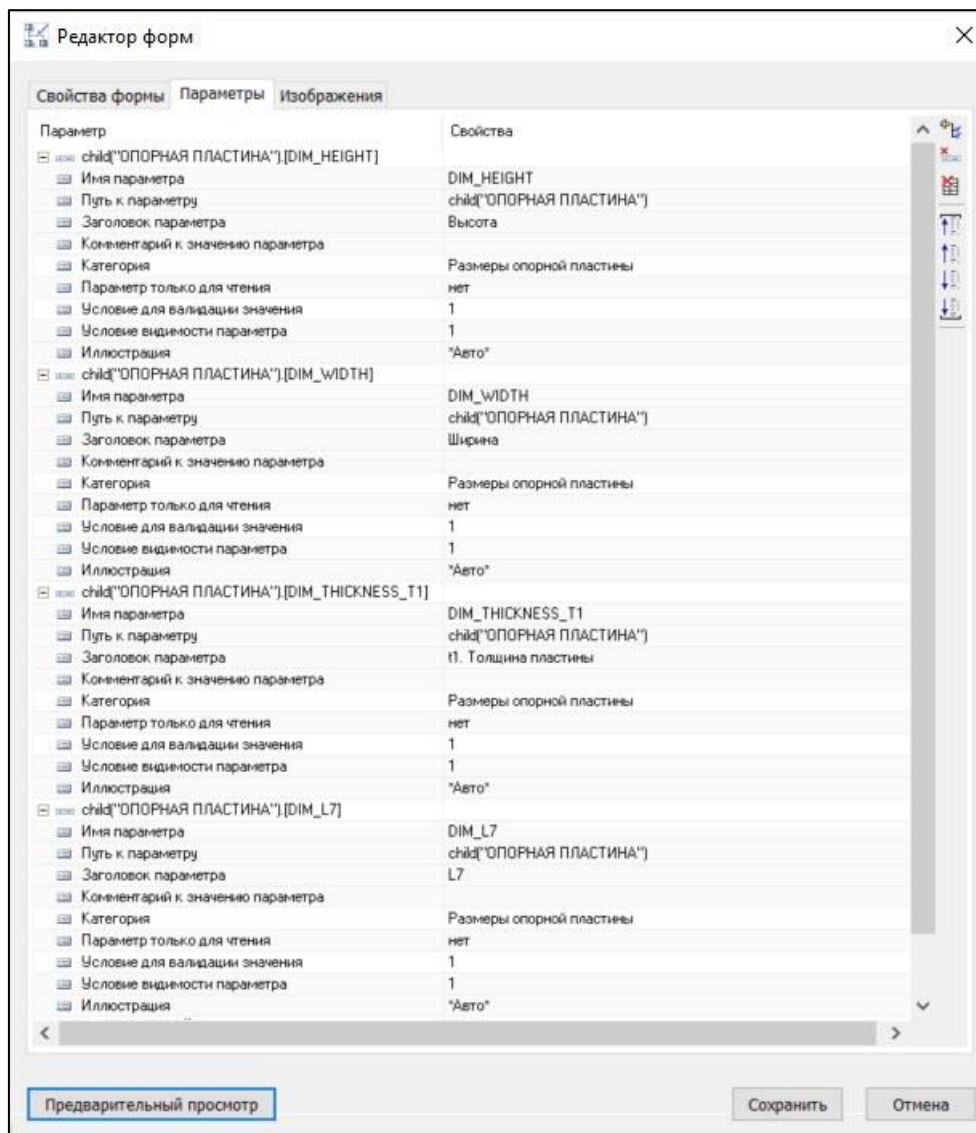 Редактор форм
Свойства формы Параметры Изображения
Параметр Свойства
child("ОПОРНАЯ ПЛАСТИНА").[DIM_HEIGHT]
Имя параметра DIM_HEIGHT
Путь к параметру child("ОПОРНАЯ ПЛАСТИНА")
Заголовок параметра Высота
Комментарий к значению параметра
Категория Размеры опорной пластины
Параметр только для чтения нет
Условие для валидации значения 1
Условие видимости параметра 1
Иллюстрация *Авто*
child("ОПОРНАЯ ПЛАСТИНА").[DIM_WIDTH]
Имя параметра DIM_WIDTH
Путь к параметру child("ОПОРНАЯ ПЛАСТИНА")
Заголовок параметра Ширина
Комментарий к значению параметра
Категория Размеры опорной пластины
Параметр только для чтения нет
Условие для валидации значения 1
Условие видимости параметра 1
Иллюстрация *Авто*
child("ОПОРНАЯ ПЛАСТИНА").[DIM_THICKNESS_T1]
Имя параметра DIM_THICKNESS_T1
Путь к параметру child("ОПОРНАЯ ПЛАСТИНА")
Заголовок параметра t1. Толщина пластины
Комментарий к значению параметра
Категория Размеры опорной пластины
Параметр только для чтения нет
Условие для валидации значения 1
Условие видимости параметра 1
Иллюстрация *Авто*
child("ОПОРНАЯ ПЛАСТИНА").[DIM_L7]
Имя параметра DIM_L7
Путь к параметру child("ОПОРНАЯ ПЛАСТИНА")
Заголовок параметра L7
Комментарий к значению параметра
Категория Размеры опорной пластины
Параметр только для чтения нет
Условие для валидации значения 1
Условие видимости параметра 1
Иллюстрация *Авто*
Предварительный просмотр Сохранить Отмена